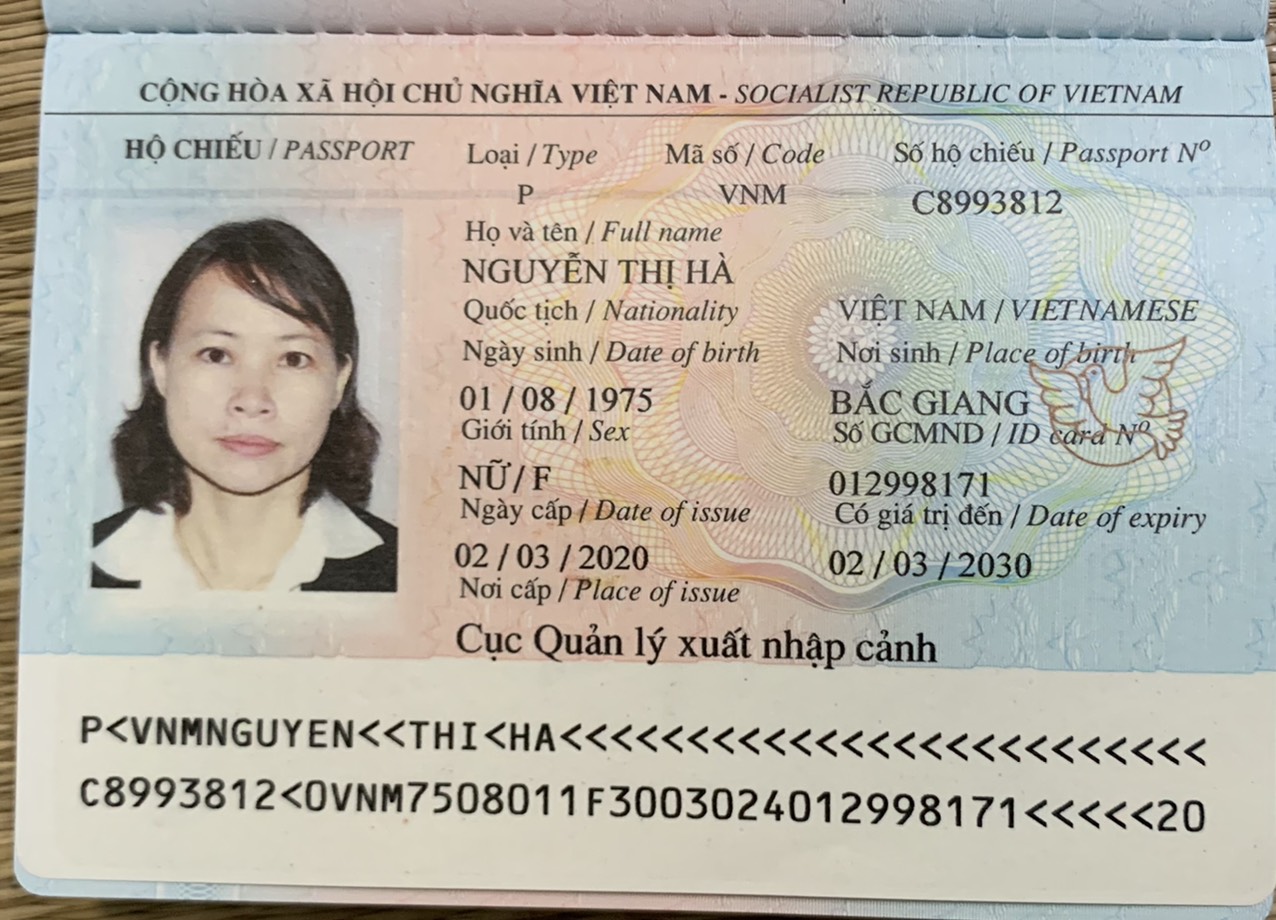 CỘNG HÒA XÃ HỘI CHỦ NGHĨA VIỆT NAM - SOCIALIST REPUBLIC OF VIETNAM
HỘ CHIẾU / PASSPORT Loại / Type Mã số / Code Số hộ chiếu / Passport Nº
P VNM C8993812
Họ và tên / Full name
NGUYỄN THỊ HÀ
Quốc tịch / Nationality VIỆT NAM / VIETNAMESE
Ngày sinh / Date of birth Nơi sinh / Place of birth
01 / 08 / 1975 BẮC GIANG
Giới tính / Sex Số GCMND / ID card Nº
NỮ / F 012998171
Ngày cấp / Date of issue Có giá trị đến / Date of expiry
02 / 03 / 2020 02 / 03 / 2030
Nơi cấp / Place of issue
Cục Quản lý xuất nhập cảnh
P<VNMNGUYEN<<THI<HA<<<<<<<<<<<<<<<<<<<<<<<<<
C8993812<0VNM7508011F3003024012998171<<<<<20